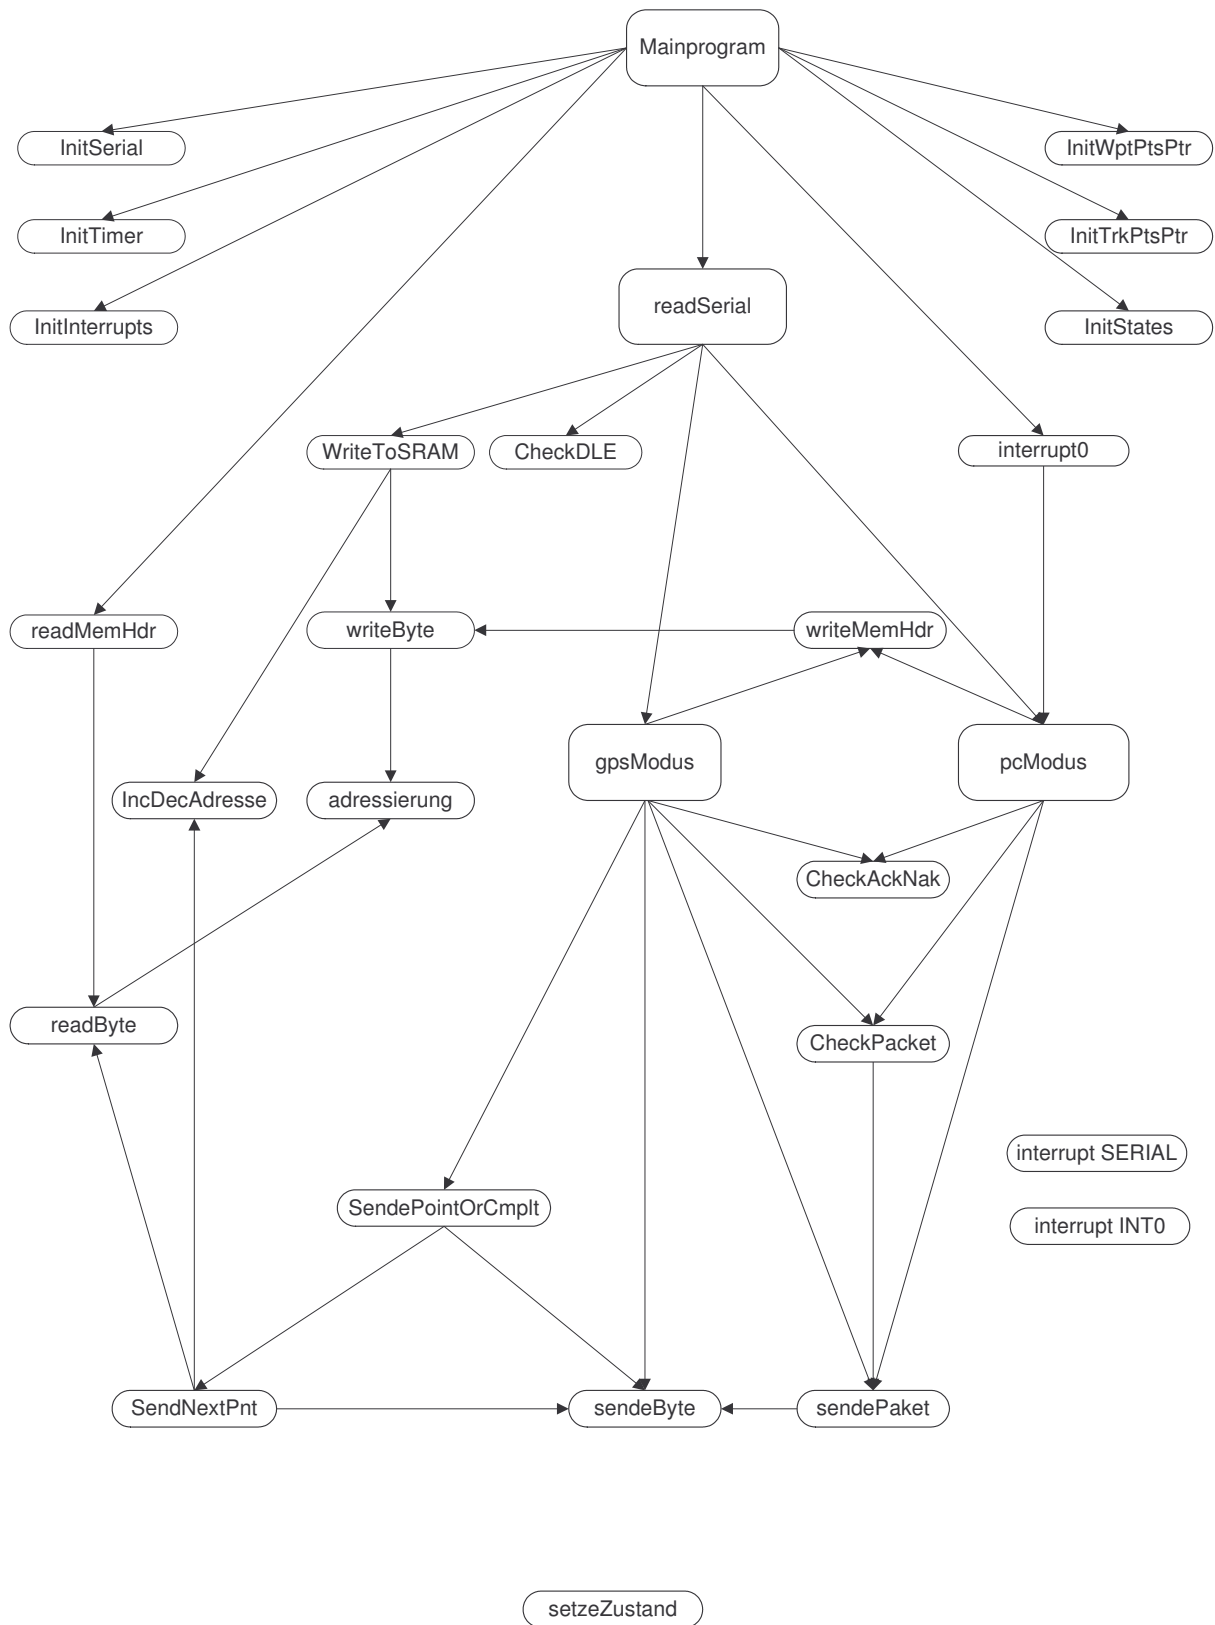 Mainprogram
InitSerial
InitWptPtsPtr
InitTimer
InitTrkPtsPtr
readSerial
InitInterrupts
InitStates
WriteToSRAM
CheckDLE
interrupt0
readMemHdr
writeByte
writeMemHdr
gpsModus
pcModus
IncDecAdresse
adressierung
CheckAckNak
readByte
CheckPacket
interrupt SERIAL
SendePointOrCmplt
interrupt INT0
SendNextPnt
sendeByte
sendePaket
setzeZustand